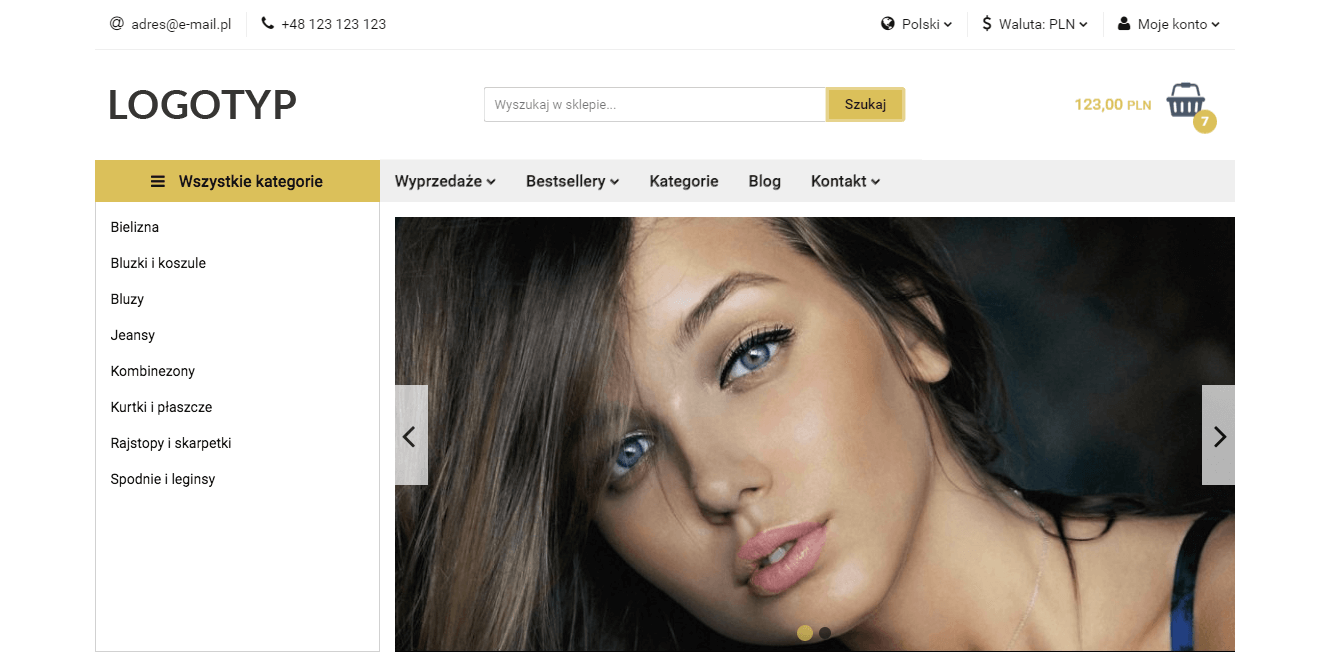 adres@e-mail.pl
+48 123 123 123
Polski
Waluta: PLN
Moje konto
LOGOTYP
Wyszukaj w sklepie...
Szukaj
123,00 PLN
7
Wszystkie kategorie
Wyprzedaże
Bestsellery
Kategorie
Blog
Kontakt
Bielizna
Bluzki i koszule
Bluzy
Jeansy
Kombinezony
Kurtki i płaszcze
Rajstopy i skarpetki
Spodnie i leginsy